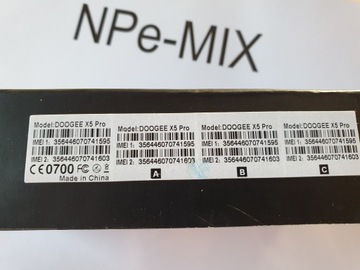 NPe-MIX
Model:DOOGEE X5 Pro
IMEI 1: 356446070741595
IMEI 2: 356446070741603
CE0700
Made in China
Model:DOOGEE X5 Pro
IMEI 1: 356446070741595
IMEI 2: 356446070741603
A
Model:DOOGEE X5 Pro
IMEI 1: 356446070741595
IMEI 2: 356446070741603
B
Model:DOOGEE X5 Pro
IMEI 1: 356446070741595
IMEI 2: 356446070741603
C